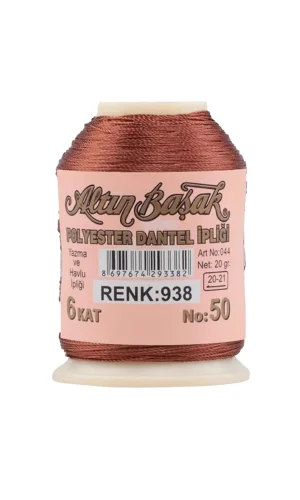 Altın Başak
POLYESTER DANTEL İPLİĞİ
Yazma
ve
Havlu
İpliği
8697674293382
RENK:938
Art No:044
Net: 20 gr.
20-21
6 KAT
No: 50